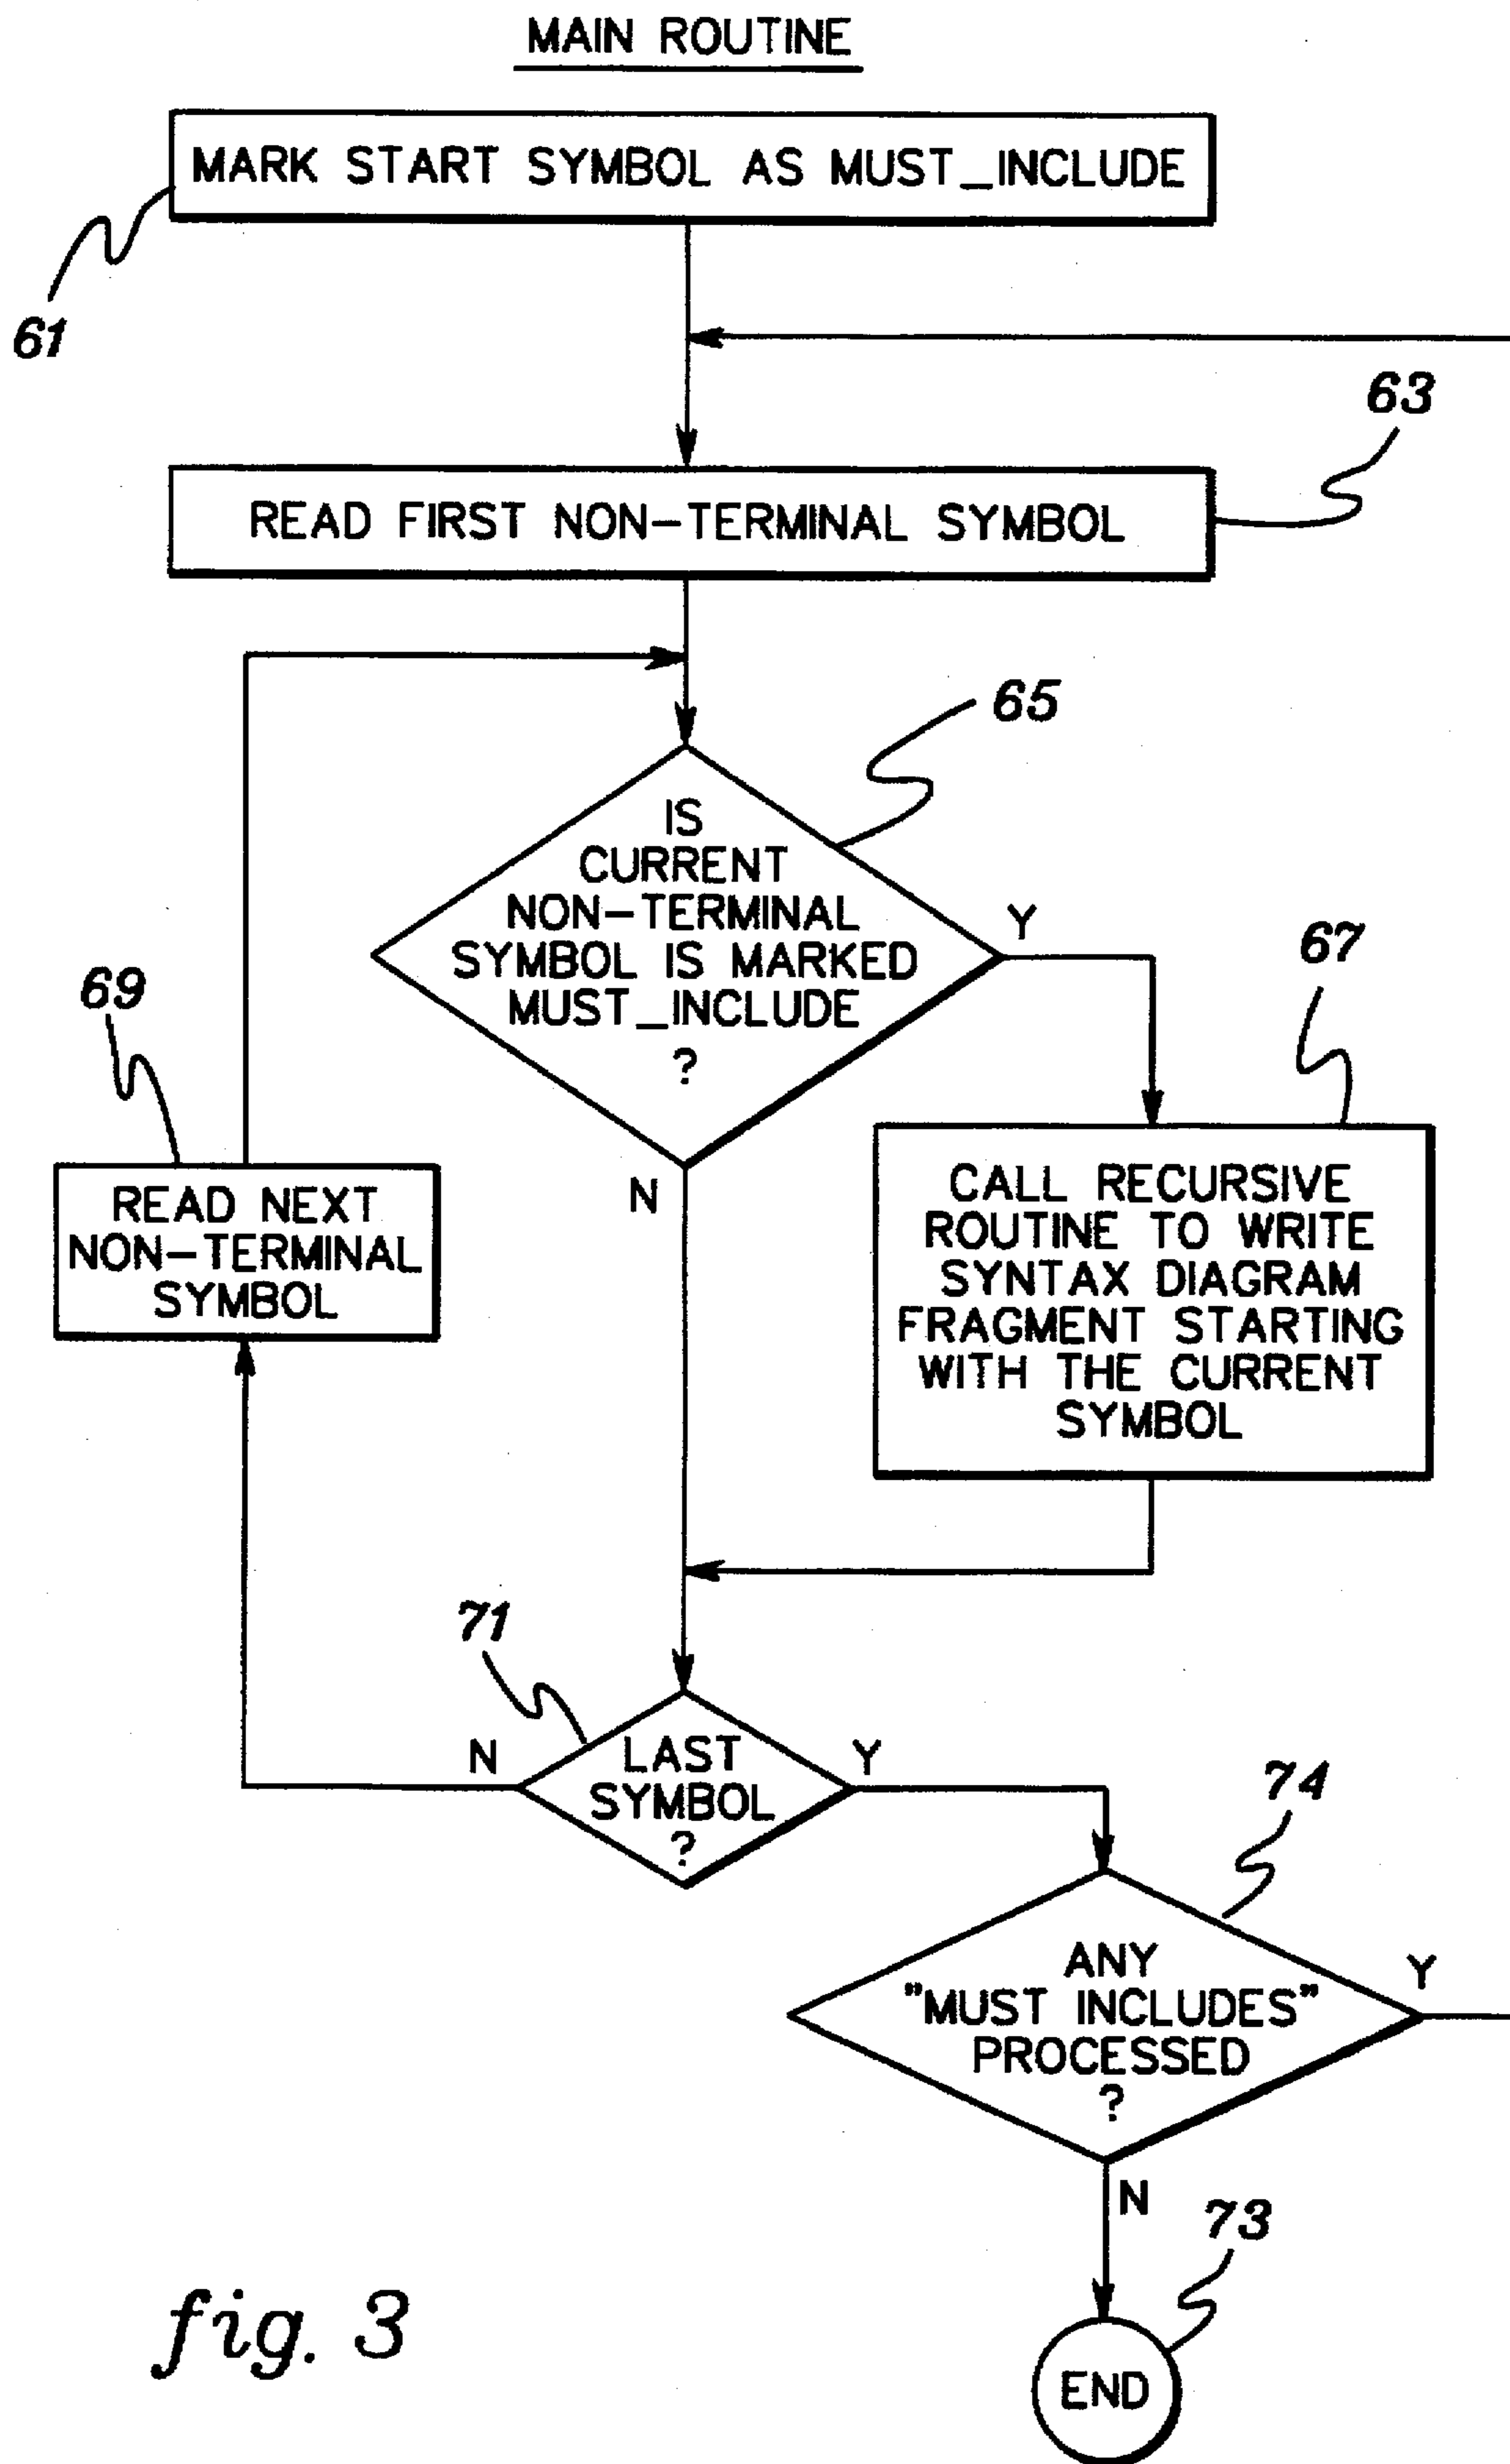 MAIN ROUTINE
MARK START SYMBOL AS MUST_INCLUDE
61
63
READ FIRST NON-TERMINAL SYMBOL
65
IS
CURRENT
NON-TERMINAL
SYMBOL IS MARKED
MUST_INCLUDE
?
Y
N
67
CALL RECURSIVE
ROUTINE TO WRITE
SYNTAX DIAGRAM
FRAGMENT STARTING
WITH THE CURRENT
SYMBOL
69
READ NEXT
NON-TERMINAL
SYMBOL
71
N
LAST
SYMBOL
?
Y
74
ANY
"MUST INCLUDES"
PROCESSED
?
Y
N
73
END
fig. 3